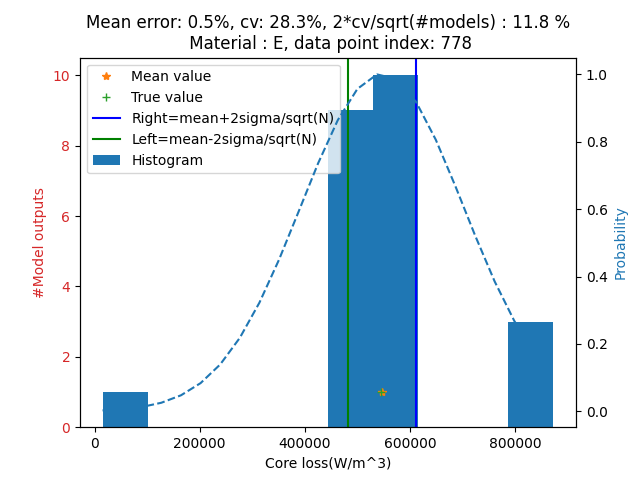 Mean error: 0.5%, cv: 28.3%, 2*cv/sqrt(#models) : 11.8 %
Material : E, data point index: 778
Mean value
True value
Right=mean+2sigma/sqrt(N)
Left=mean-2sigma/sqrt(N)
Histogram
#Model outputs
10
8
6
4
2
0
1.0
0.8
0.6
0.4
0.2
0.0
Probability
0 200000 400000 600000 800000
Core loss(W/m^3)